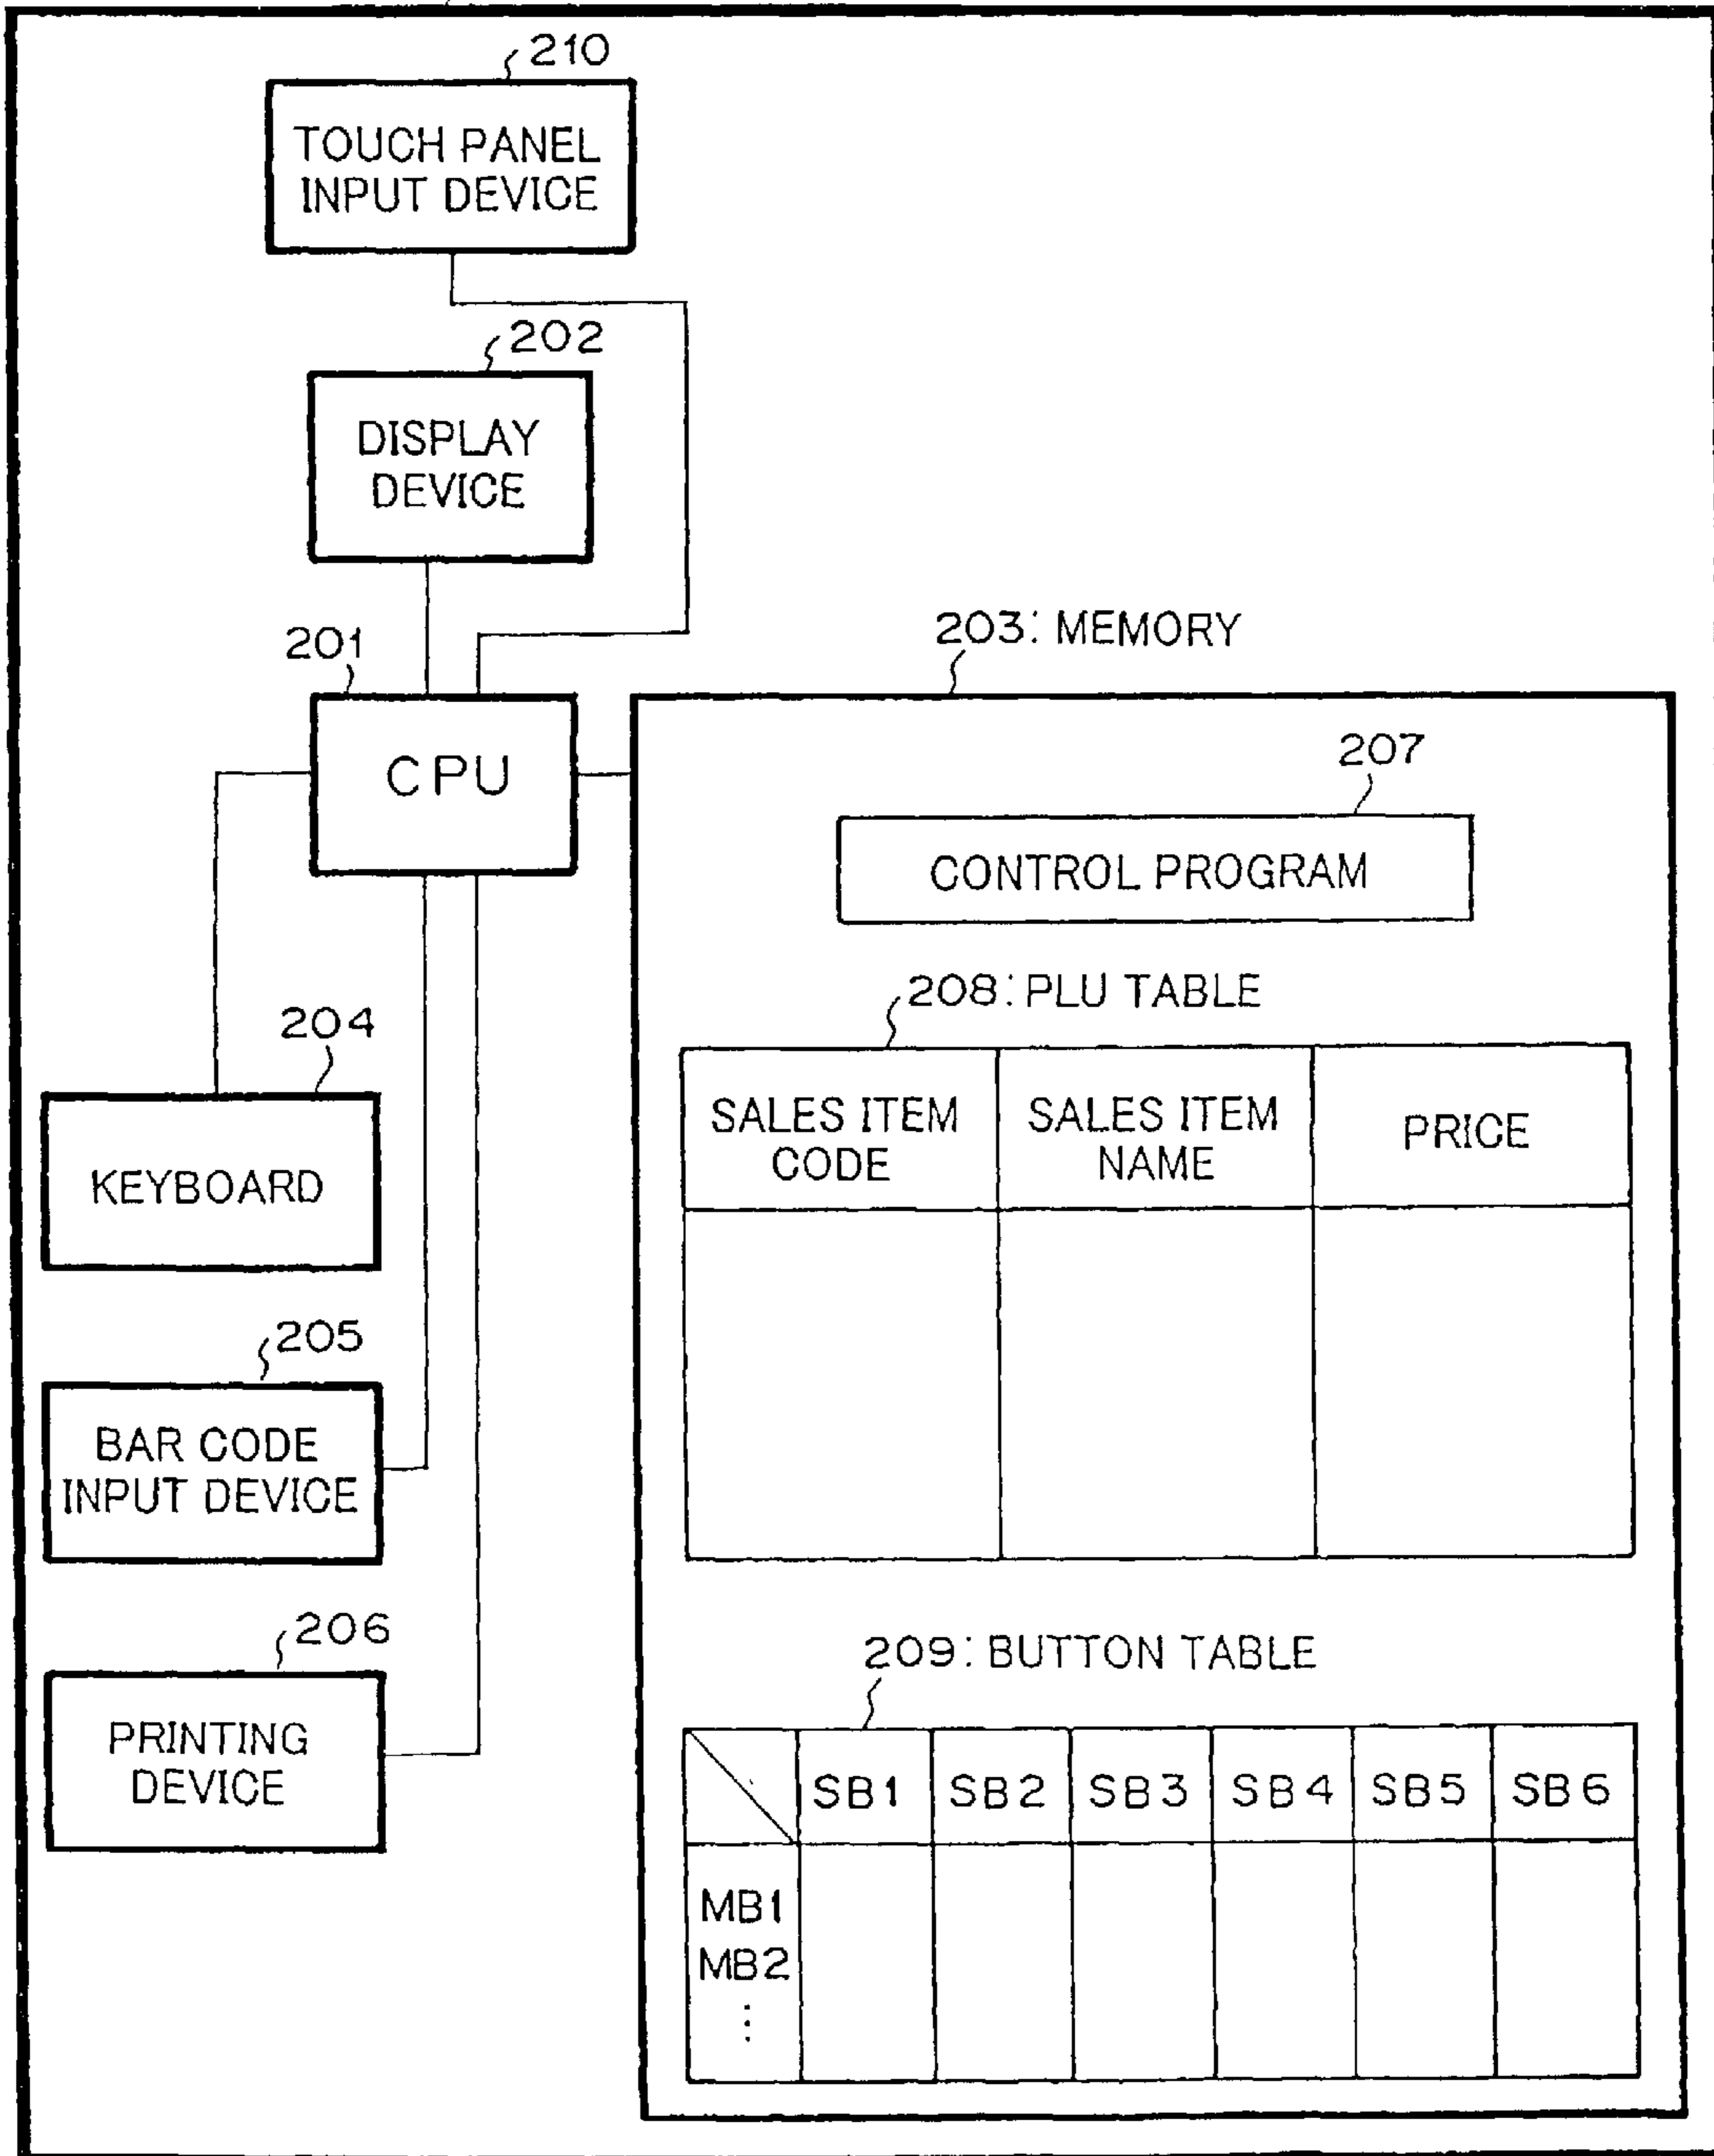 210
TOUCH PANEL
INPUT DEVICE
202
DISPLAY
DEVICE
201
CPU
203: MEMORY
207
CONTROL PROGRAM
208: PLU TABLE
SALES ITEM
CODE
SALES ITEM
NAME
PRICE
204
KEYBOARD
205
BAR CODE
INPUT DEVICE
206
PRINTING
DEVICE
209: BUTTON TABLE
SB1 SB2 SB3 SB4 SB5 SB6
MB1
MB2
⋮